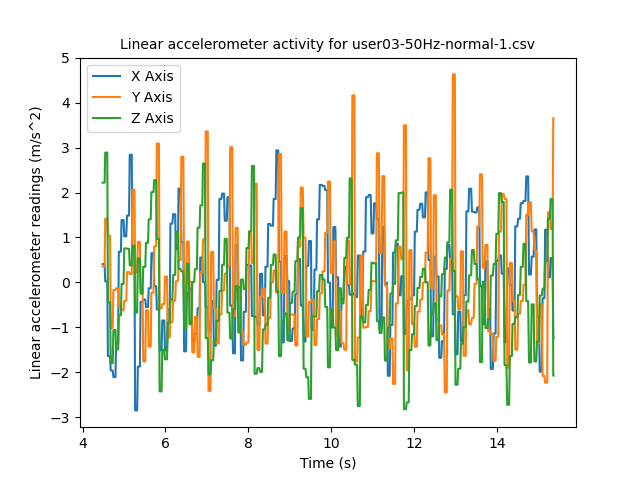 Linear accelerometer activity for user03-50Hz-normal-1.csv
X Axis
Y Axis
Z Axis
Linear accelerometer readings (m/s^2)
5
4
3
2
1
0
−1
−2
−3
4 6 8 10 12 14
Time (s)